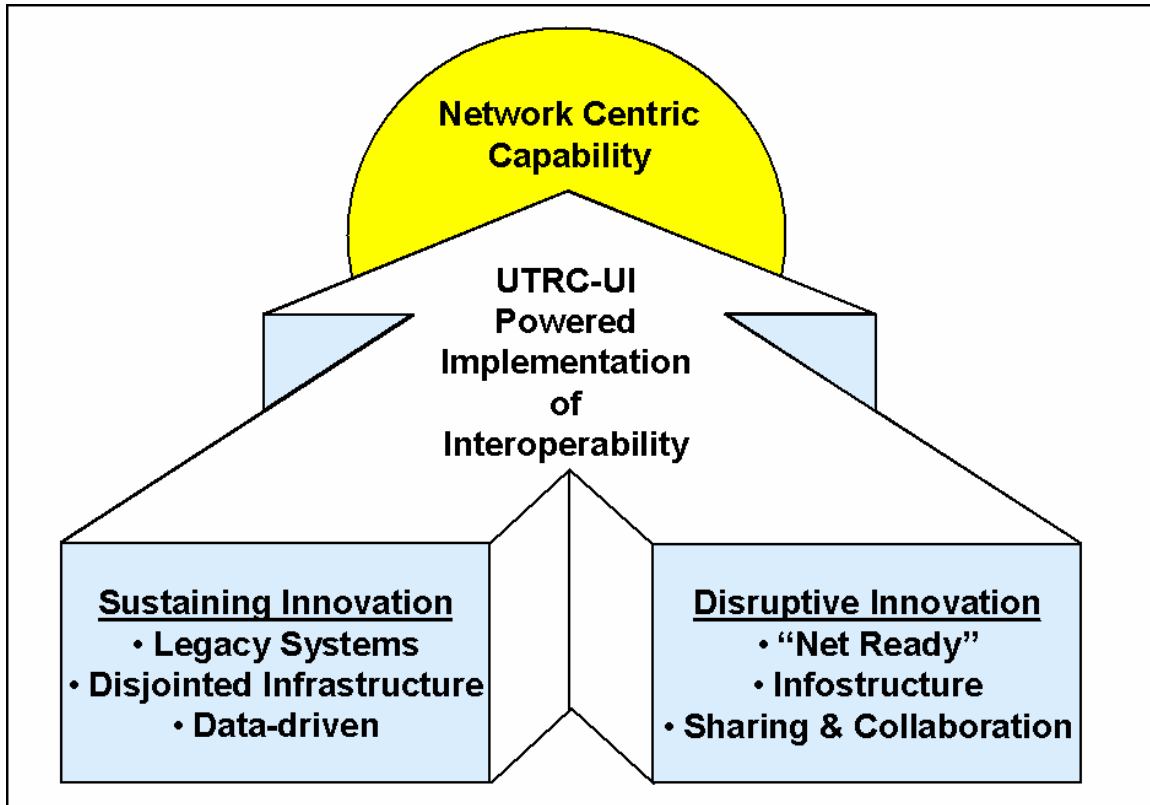 Network Centric
Capability
UTRC-UI
Powered
Implementation
of
Interoperability
Sustaining Innovation
• Legacy Systems
• Disjointed Infrastructure
• Data-driven
Disruptive Innovation
• “Net Ready”
• Infostructure
• Sharing & Collaboration